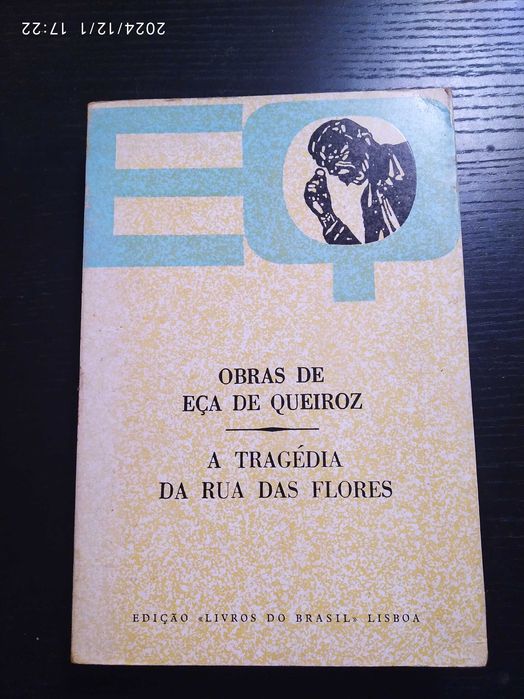 2024/12/1 17:22
EQ
OBRAS DE
EÇA DE QUEIROZ
A TRAGÉDIA
DA RUA DAS FLORES
EDIÇÃO «LIVROS DO BRASIL» LISBOA